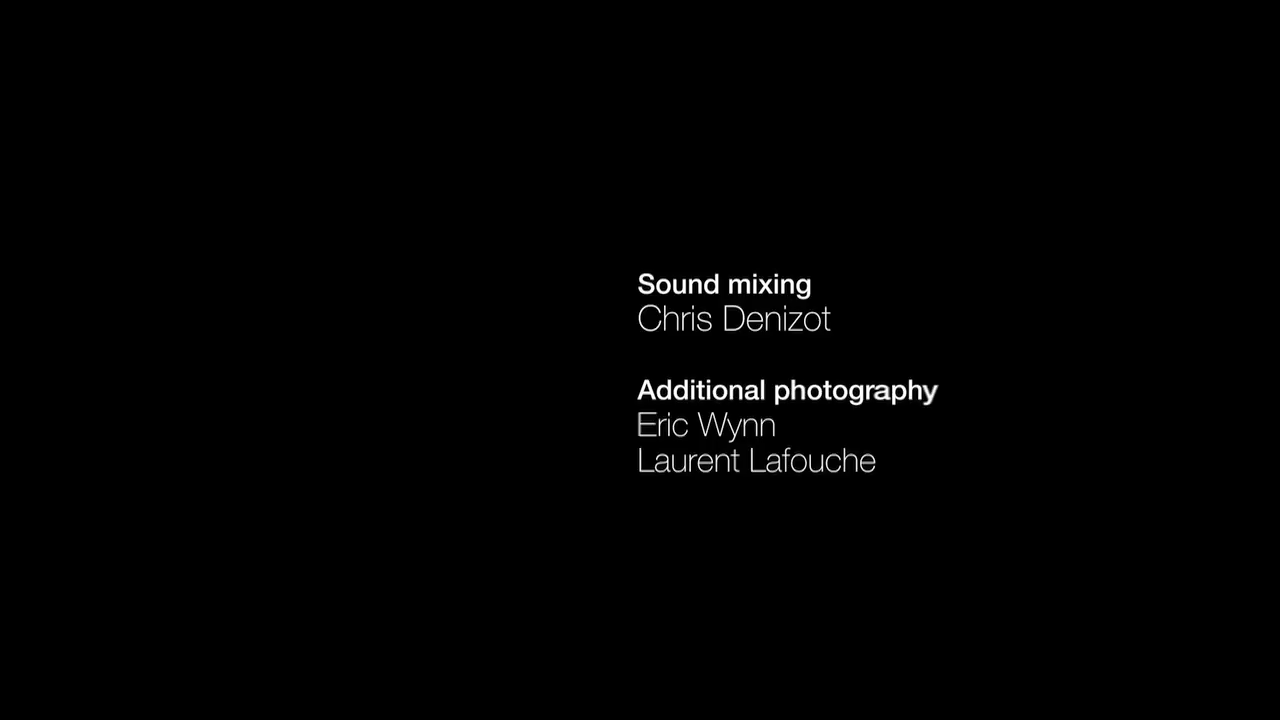 Sound mixing
Chris Denizot
Additional photography
Eric Wynn
Laurent Lafouche